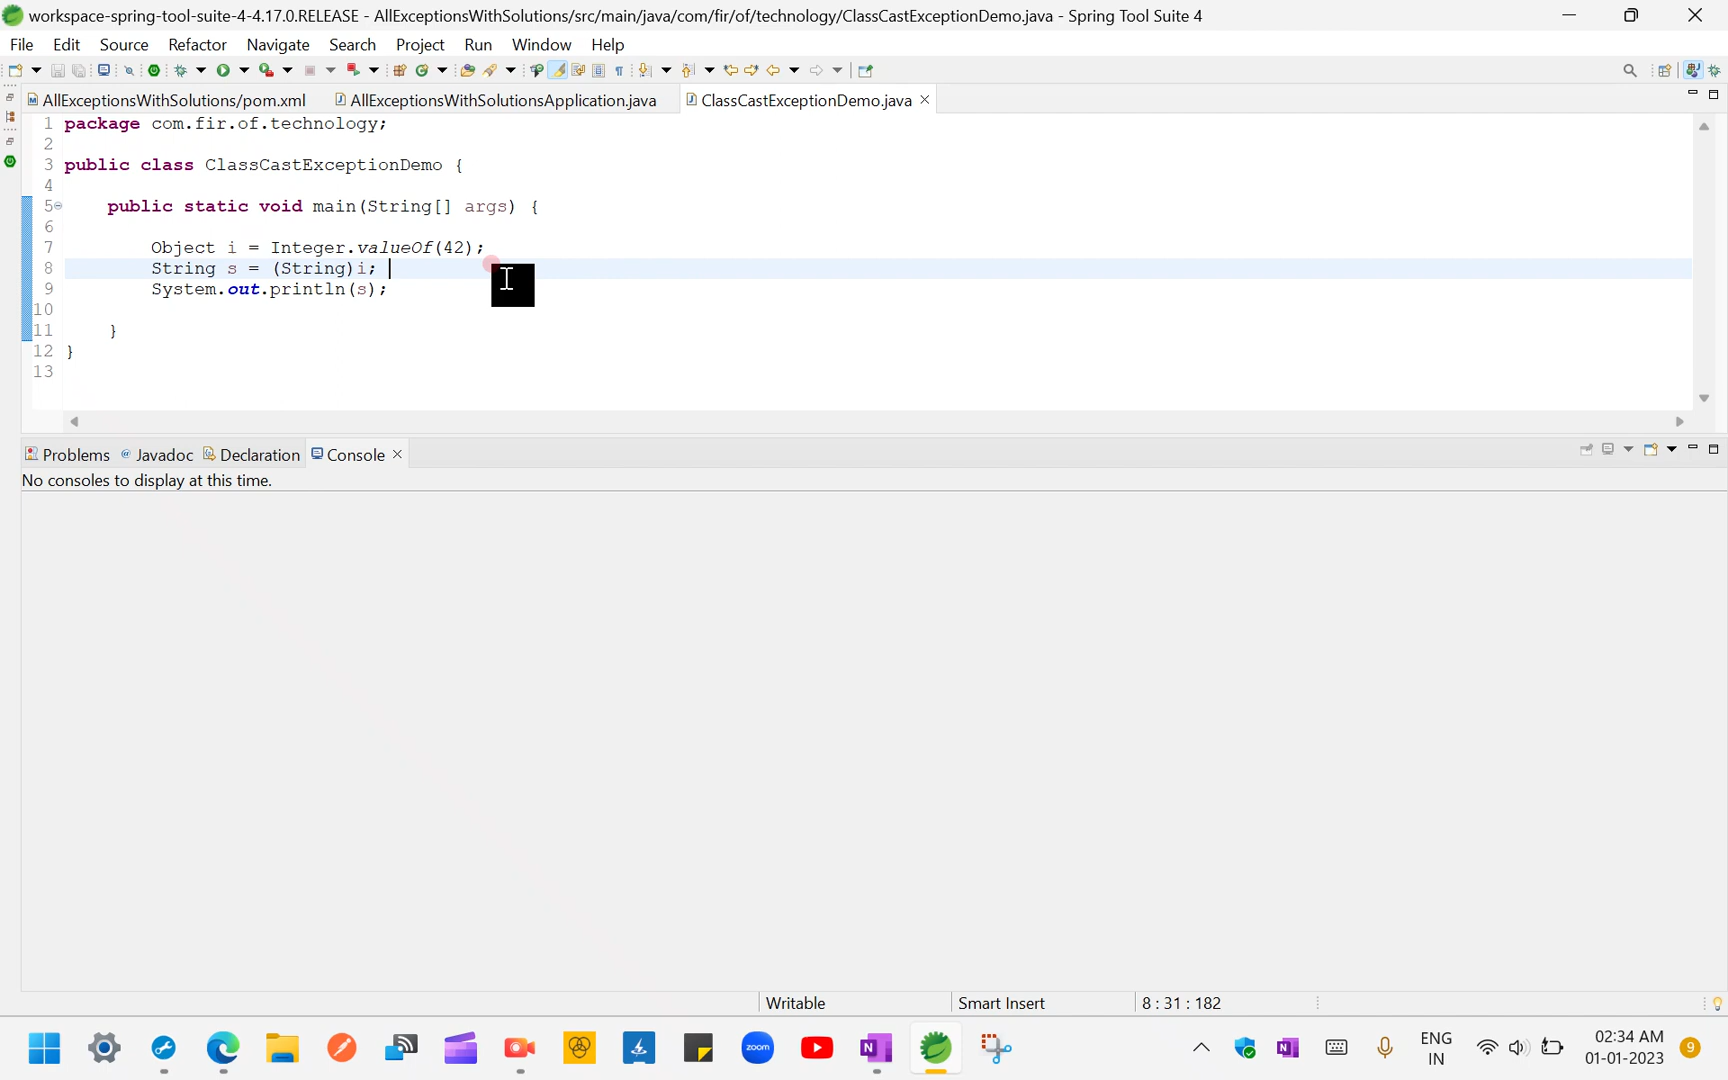 workspace-spring-tool-suite-4-4.17.0.RELEASE - AllExceptionsWithSolutions/src/main/java/com/fir/of/technology/ClassCastExceptionDemo.java - Spring Tool Suite 4
File Edit Source Refactor Navigate Search Project Run Window Help
AllExceptionsWithSolutions/pom.xml AllExceptionsWithSolutionsApplication.java ClassCastExceptionDemo.java
1 package com.fir.of.technology;
2
3 public class ClassCastExceptionDemo {
4
5 public static void main(String[] args) {
6
7 Object i = Integer.valueOf(42);
8 String s = (String)i;
9 System.out.println(s);
10
11 }
12 }
13
Problems Javadoc Declaration Console
No consoles to display at this time.
Writable Smart Insert 8 : 31 : 182
zoom
ENG
IN
02:34 AM
01-01-2023
9